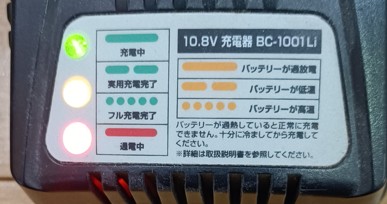 10.8V 充電器 BC-1001Li
充電中
実用充電完了
フル充電完了
通電中
バッテリーが過放電
バッテリーが低温
バッテリーが高温
バッテリーが過熱していると正常に充電
できません。十分に冷ましてから充電して
ください。
※詳細は取扱説明書を参照してください。